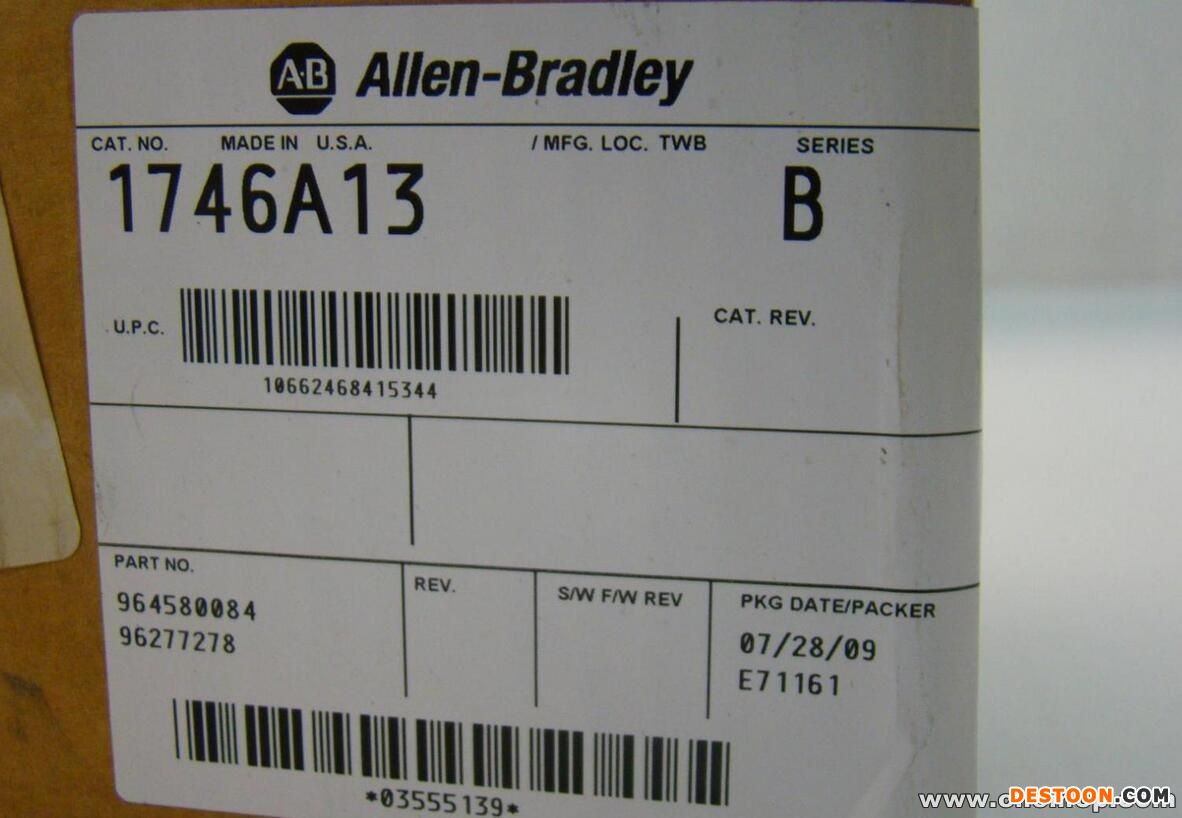 A-B Allen-Bradley
CAT. NO. MADE IN U.S.A. / MFG. LOC. TWB SERIES
1746A13 B
U.P.C. CAT. REV.
10662468415344
PART NO. REV. S/W F/W REV PKG DATE/PACKER
964580084 07/28/09
96277278 E71161
*03555139*
DESTOON.COM